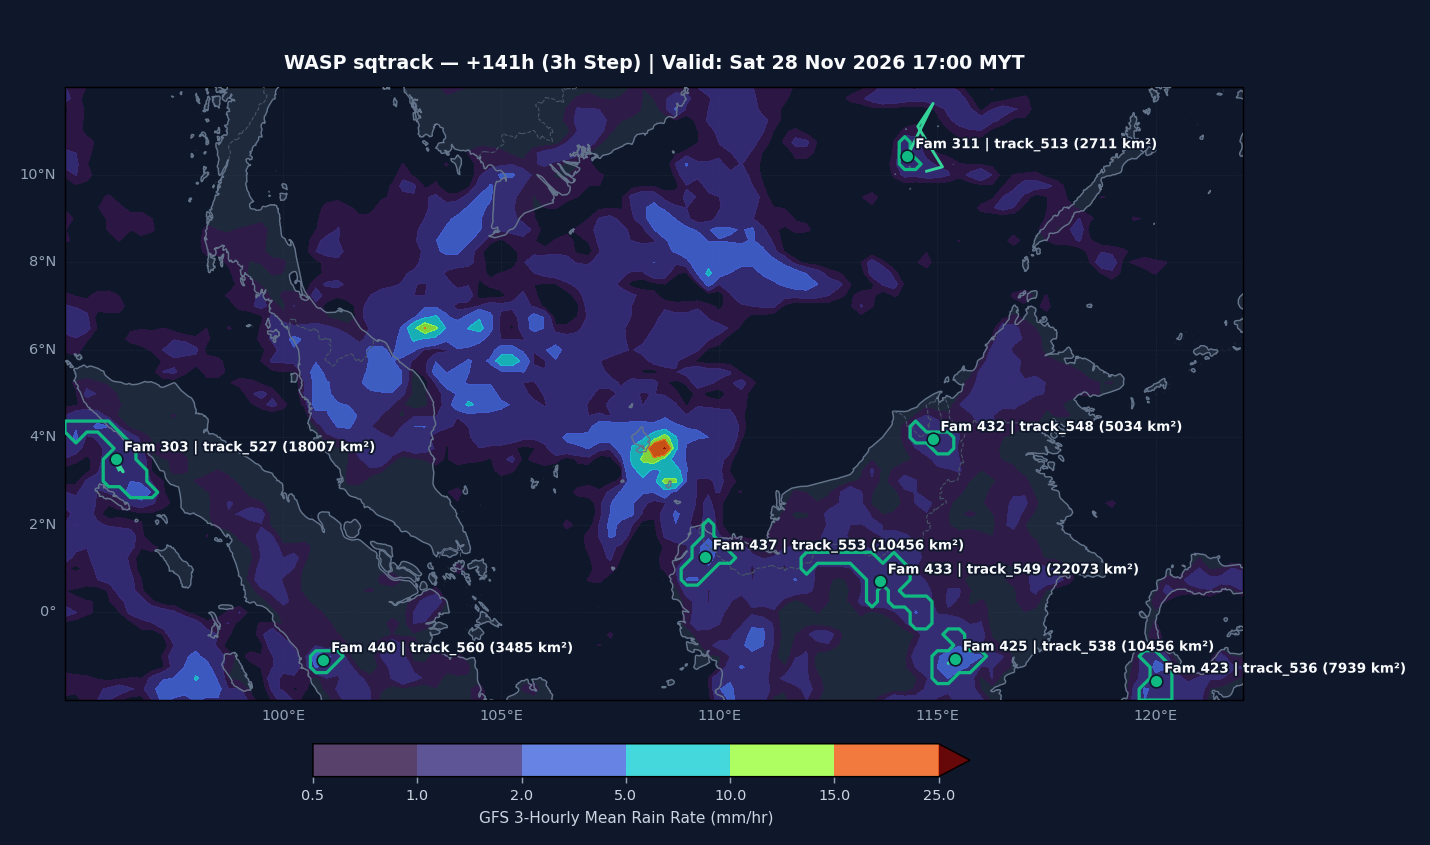 WASP sqtrack — +141h (3h Step) | Valid: Sat 28 Nov 2026 17:00 MYT
Fam 311 | track_513 (2711 km²)
10°N
8°N
6°N
Fam 432 | track_548 (5034 km²)
4°N
Fam 303 | track_527 (18007 km²)
2°N
Fam 437 | track_553 (10456 km²)
Fam 433 | track_549 (22073 km²)
0°
Fam 440 | track_560 (3485 km²)
Fam 425 | track_538 (10456 km²)
Fam 423 | track_536 (7939 km²)
100°E 105°E 110°E 115°E 120°E
0.5 1.0 2.0 5.0 10.0 15.0 25.0
GFS 3-Hourly Mean Rain Rate (mm/hr)